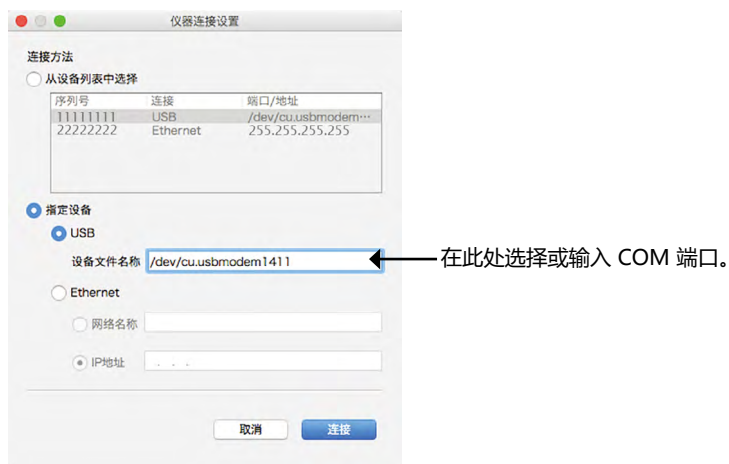 仪器连接设置
连接方法
从设备列表中选择
序列号 连接 端口/地址
11111111 USB /dev/cu.usbmodem···
22222222 Ethernet 255.255.255.255
指定设备
USB
设备文件名称 /dev/cu.usbmodem1411
在此处选择或输入 COM 端口。
Ethernet
网络名称
IP地址 . . .
取消 连接